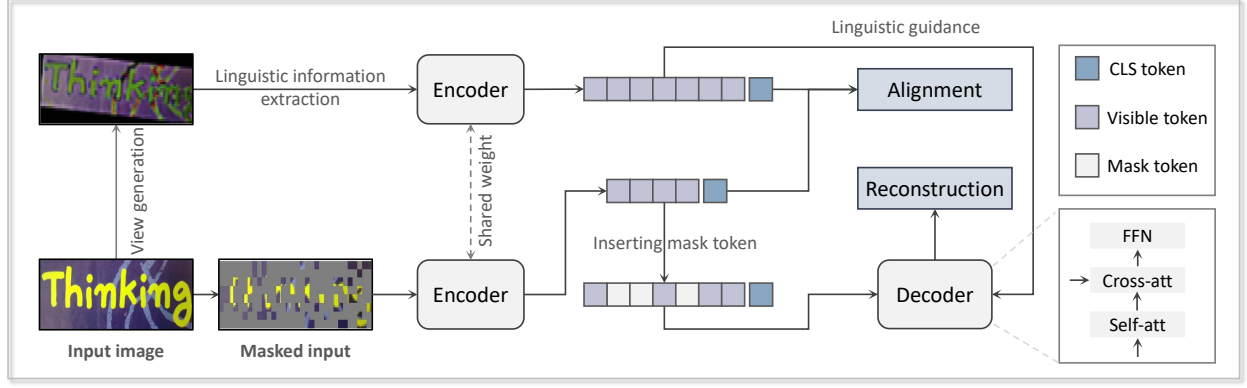 Linguistic guidance
Thinking
Linguistic information
extraction
Encoder
Alignment
CLS token
Visible token
Mask token
View generation
Shared weight
Reconstruction
Inserting mask token
Thinking
Encoder
Decoder
FFN
Cross-att
Self-att
Input image
Masked input